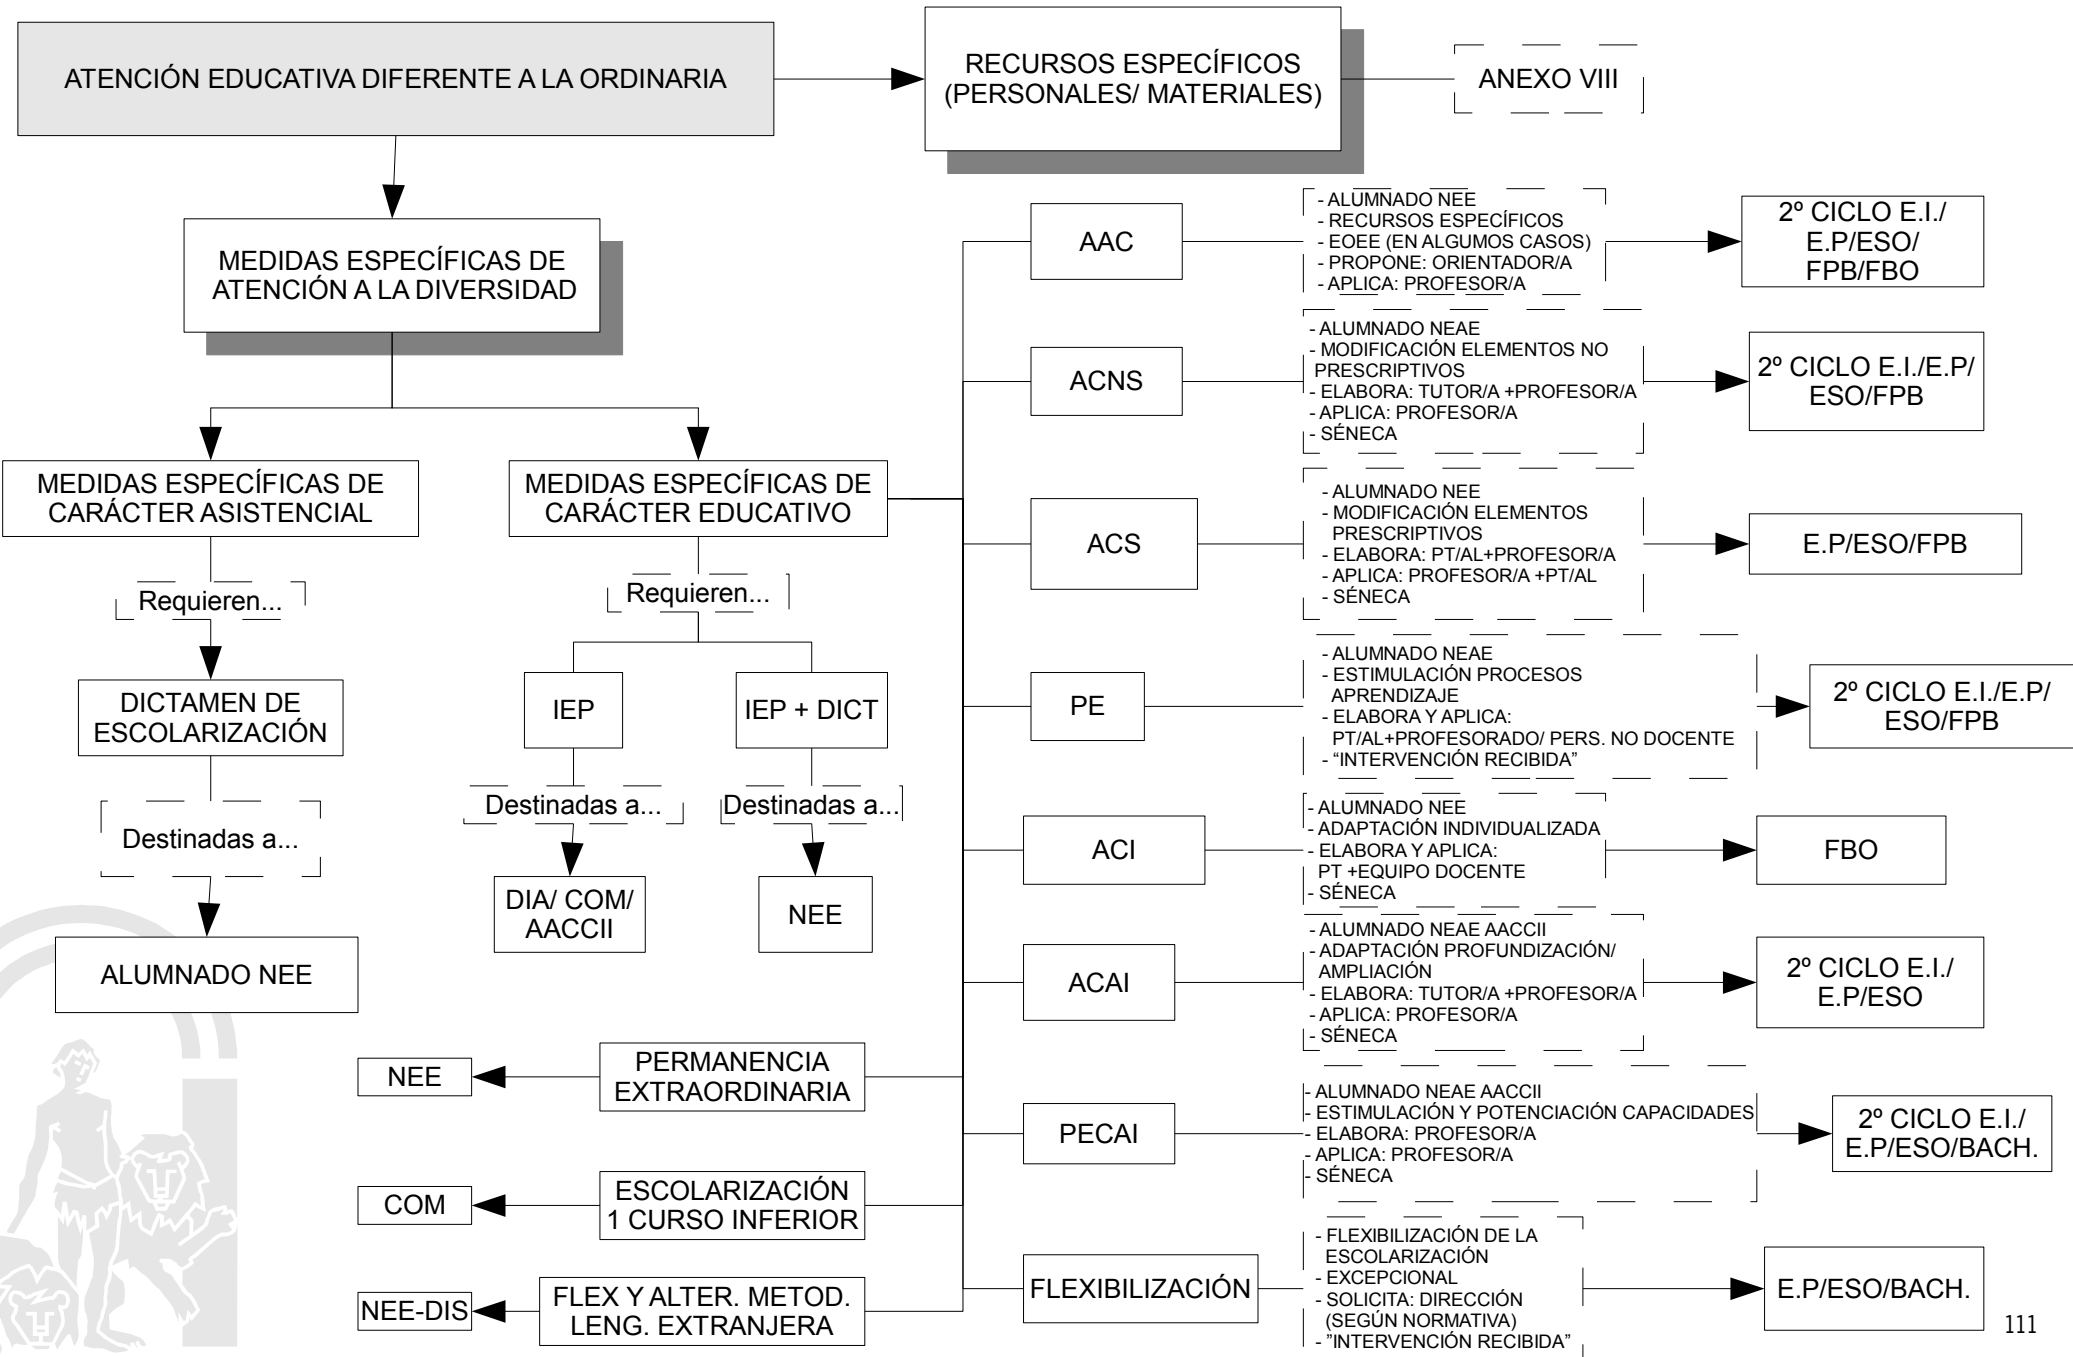 ATENCIÓN EDUCATIVA DIFERENTE A LA ORDINARIA
RECURSOS ESPECÍFICOS
(PERSONALES/ MATERIALES)
ANEXO VIII
MEDIDAS ESPECÍFICAS DE
ATENCIÓN A LA DIVERSIDAD
MEDIDAS ESPECÍFICAS DE
CARÁCTER ASISTENCIAL
Requieren...
DICTAMEN DE
ESCOLARIZACIÓN
Destinadas a...
ALUMNADO NEE
MEDIDAS ESPECÍFICAS DE
CARÁCTER EDUCATIVO
Requieren...
IEP
Destinadas a...
DIA/ COM/
AACCII
IEP + DICT
Destinadas a...
NEE
AAC
- ALUMNADO NEE
- RECURSOS ESPECÍFICOS
- EOEE (EN ALGUMOS CASOS)
- PROPONE: ORIENTADOR/A
- APLICA: PROFESOR/A
2º CICLO E.I./
E.P/ESO/
FPB/FBO
ACNS
- ALUMNADO NEAE
- MODIFICACIÓN ELEMENTOS NO
PRESCRIPTIVOS
- ELABORA: TUTOR/A +PROFESOR/A
- APLICA: PROFESOR/A
- SÉNECA
2º CICLO E.I./E.P/
ESO/FPB
ACS
- ALUMNADO NEE
- MODIFICACIÓN ELEMENTOS
PRESCRIPTIVOS
- ELABORA: PT/AL+PROFESOR/A
- APLICA: PROFESOR/A +PT/AL
- SÉNECA
E.P/ESO/FPB
PE
- ALUMNADO NEAE
- ESTIMULACIÓN PROCESOS
APRENDIZAJE
- ELABORA Y APLICA:
PT/AL+PROFESORADO/ PERS. NO DOCENTE
- “INTERVENCIÓN RECIBIDA”
2º CICLO E.I./E.P/
ESO/FPB
ACI
- ALUMNADO NEE
- ADAPTACIÓN INDIVIDUALIZADA
- ELABORA Y APLICA:
PT +EQUIPO DOCENTE
- SÉNECA
FBO
ACAI
- ALUMNADO NEAE AACCII
- ADAPTACIÓN PROFUNDIZACIÓN/
AMPLIACIÓN
- ELABORA: TUTOR/A +PROFESOR/A
- APLICA: PROFESOR/A
- SÉNECA
2º CICLO E.I./
E.P/ESO
PERMANENCIA
EXTRAORDINARIA
NEE
PECAI
- ALUMNADO NEAE AACCII
- ESTIMULACIÓN Y POTENCIACIÓN CAPACIDADES
- ELABORA: PROFESOR/A
- APLICA: PROFESOR/A
- SÉNECA
2º CICLO E.I./
E.P/ESO/BACH.
ESCOLARIZACIÓN
1 CURSO INFERIOR
COM
FLEXIBILIZACIÓN
- FLEXIBILIZACIÓN DE LA
ESCOLARIZACIÓN
- EXCEPCIONAL
- SOLICITA: DIRECCIÓN
(SEGÚN NORMATIVA)
- ”INTERVENCIÓN RECIBIDA”
E.P/ESO/BACH.
FLEX Y ALTER. METOD.
LENG. EXTRANJERA
NEE-DIS
111